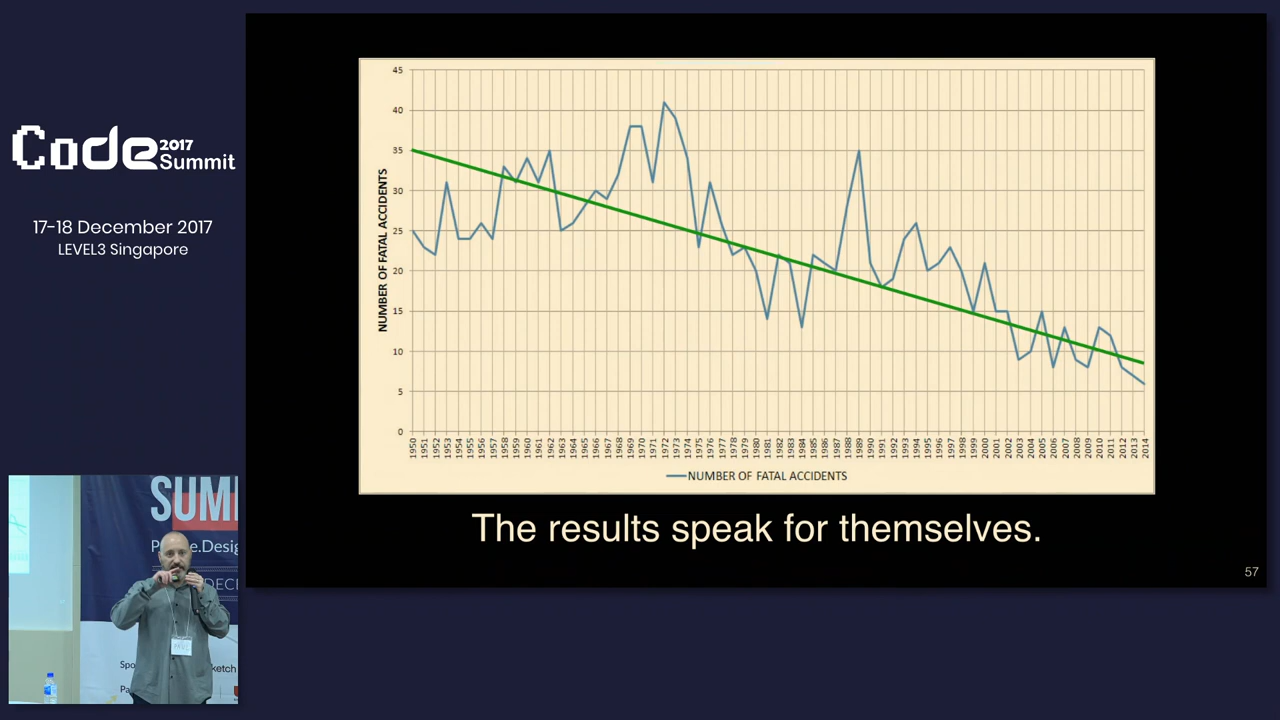 Code 2017
Summit
17-18 December 2017
LEVEL3 Singapore
45
40
35
30
25
20
15
10
5
0
NUMBER OF FATAL ACCIDENTS
1950 1951 1952 1953 1954 1955 1956 1957 1958 1959 1960 1961 1962 1963 1964 1965 1966 1967 1968 1969 1970 1971 1972 1973 1974 1975 1976 1977 1978 1979 1980 1981 1982 1983 1984 1985 1986 1987 1988 1989 1990 1991 1992 1993 1994 1995 1996 1997 1998 1999 2000 2001 2002 2003 2004 2005 2006 2007 2008 2009 2010 2011 2012 2013 2014
NUMBER OF FATAL ACCIDENTS
The results speak for themselves.
57
SUM
e.Desig
DECI
Spo
ketch
Pa